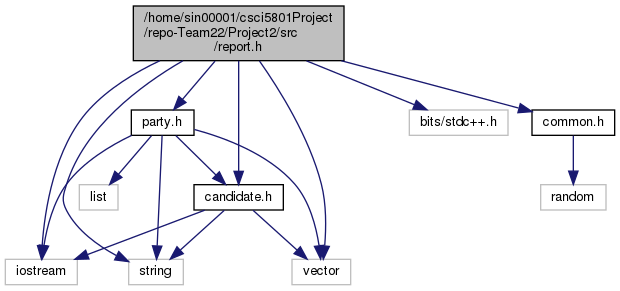 /home/sin00001/csci5801Project
/repo-Team22/Project2/src
/report.h
party.h
bits/stdc++.h
common.h
list
candidate.h
random
iostream
string
vector